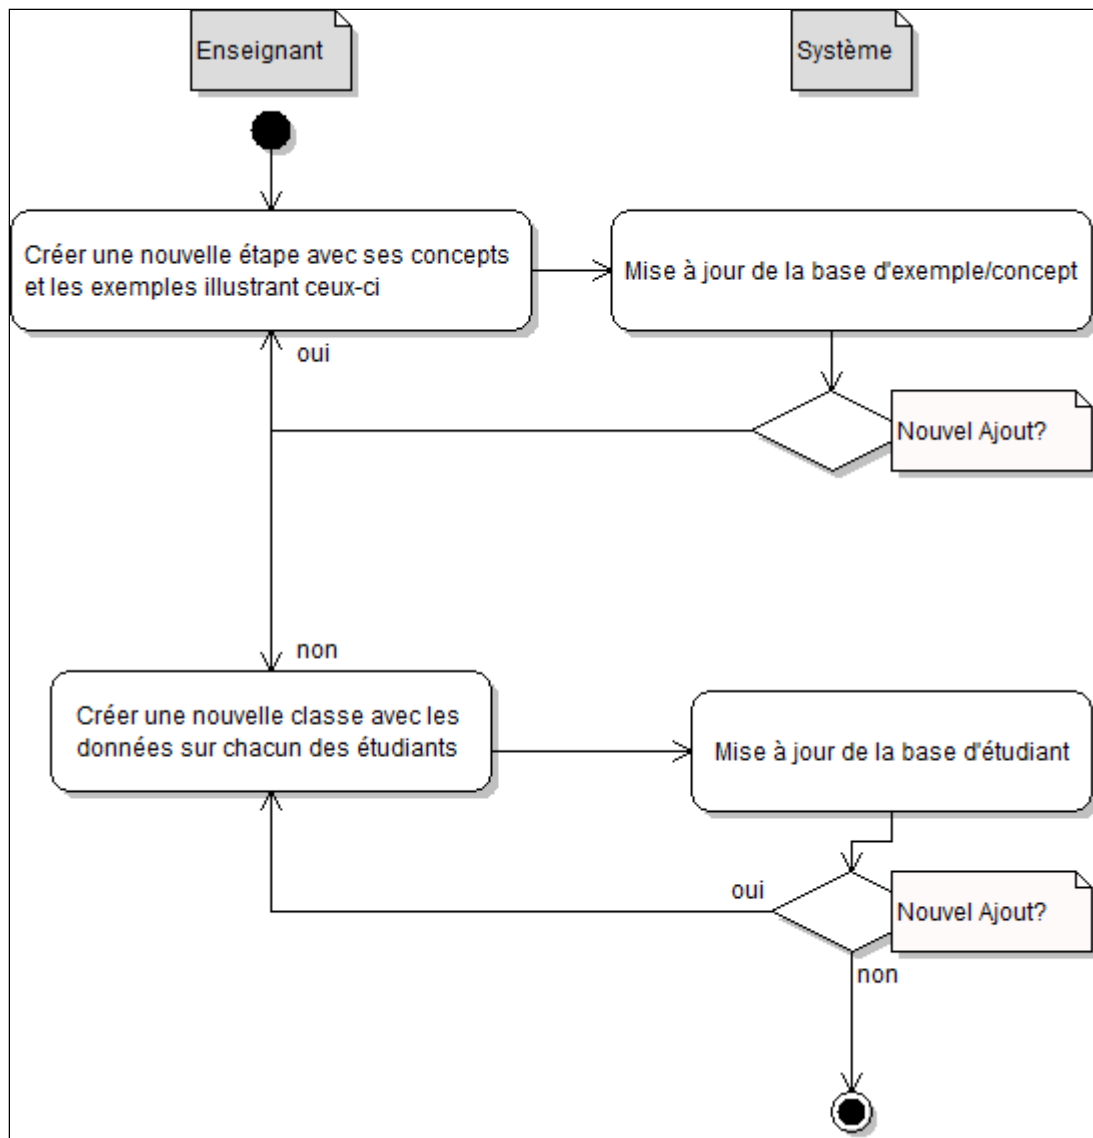 Enseignant
Système
Créer une nouvelle étape avec ses concepts
et les exemples illustrant ceux-ci
Mise à jour de la base d'exemple/concept
oui
Nouvel Ajout?
non
Créer une nouvelle classe avec les
données sur chacun des étudiants
Mise à jour de la base d'étudiant
oui
Nouvel Ajout?
non